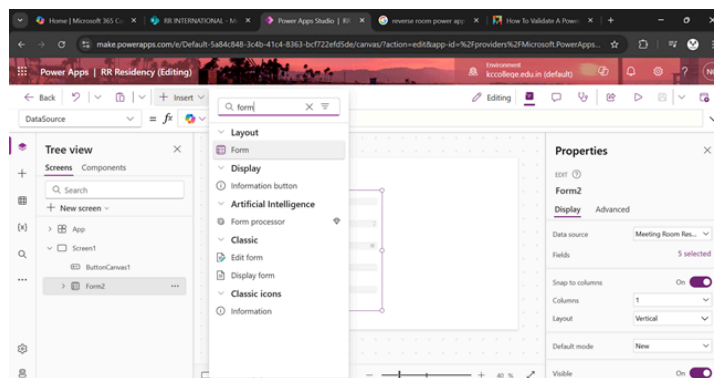 Home | Microsoft 365 Co
RR INTERNATIONAL - M
Power Apps Studio | RR
reverse room power app
How To Validate A Power
make.powerapps.com/e/Default-5a84c848-3c4b-41c4-8363-bcf722efd5de/canvas/?action=edit&app-id=%2Fproviders%2FMicrosoft.PowerApps...
Power Apps | RR Residency (Editing)
Environment
kccollege.edu.in (default)
Back
Insert
Editing
DataSource
= fx
form
Layout
Form
Display
Information button
Artificial Intelligence
Form processor
Classic
Edit form
Display form
Classic icons
Information
Tree view
Screens Components
Search
New screen
App
Screen1
ButtonCanvas1
Form2
Properties
EDIT
Form2
Display Advanced
Data source Meeting Room Res...
Fields 5 selected
Snap to columns On
Columns 1
Layout Vertical
Default mode New
Visible On
40 %